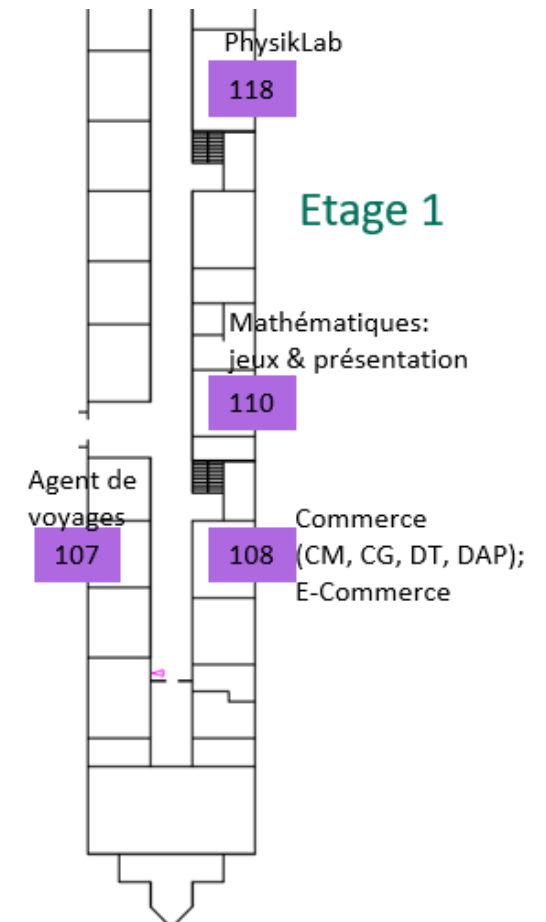 PhysikLab
118
Etage 1
Mathématiques:
jeux & présentation
110
Agent de
voyages
107
108
Commerce
(CM, CG, DT, DAP);
E-Commerce